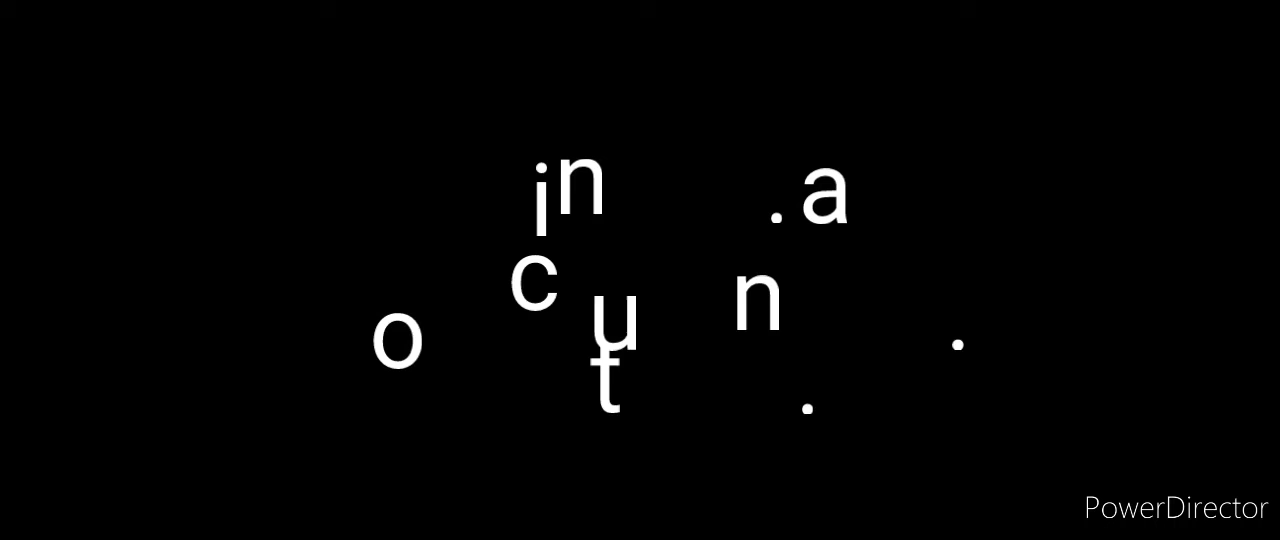 in . a
c n
o u .
t .
PowerDirector